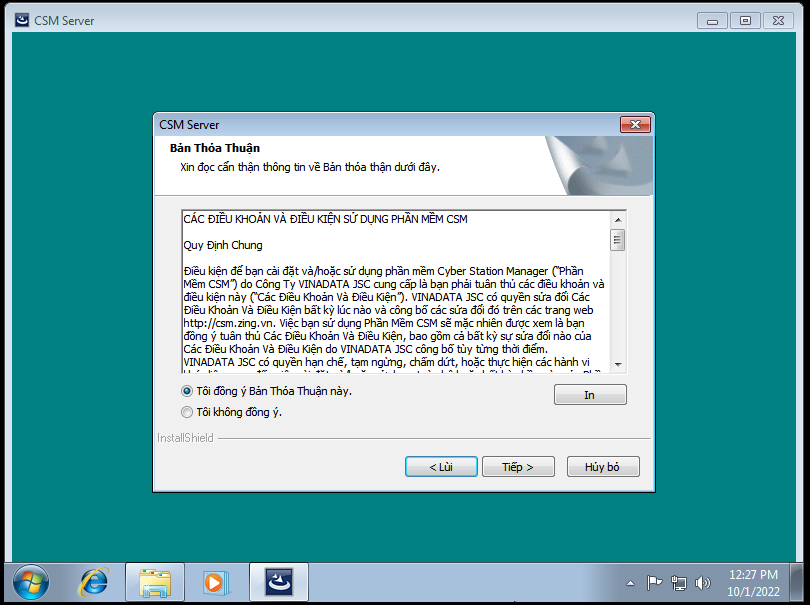 CSM Server
CSM Server
Bản Thỏa Thuận
Xin đọc cẩn thận thông tin về Bản thỏa thận dưới đây.
CÁC ĐIỀU KHOẢN VÀ ĐIỀU KIỆN SỬ DỤNG PHẦN MỀM CSM
Quy Định Chung
Điều kiện để bạn cài đặt và/hoặc sử dụng phần mềm Cyber Station Manager ("Phần
Mềm CSM") do Công Ty VINADATA JSC cung cấp là bạn phải tuân thủ các điều khoản và
điều kiện này ("Các Điều Khoản Và Điều Kiện"). VINADATA JSC có quyền sửa đổi Các
Điều Khoản Và Điều Kiện bất kỳ lúc nào và công bố các sửa đổi đó trên các trang web
http://csm.zing.vn. Việc bạn sử dụng Phần Mềm CSM sẽ mặc nhiên được xem là bạn
đồng ý tuân thủ Các Điều Khoản Và Điều Kiện, bao gồm cả bất kỳ sự sửa đổi nào của
Các Điều Khoản Và Điều Kiện do VINADATA JSC công bố tùy từng thời điểm.
VINADATA JSC có quyền hạn chế, tạm ngừng, chấm dứt, hoặc thực hiện các hành vi
Tôi đồng ý Bản Thỏa Thuận này.
In
Tôi không đồng ý.
InstallShield
< Lùi
Tiếp >
Hủy bỏ
12:27 PM
10/1/2022